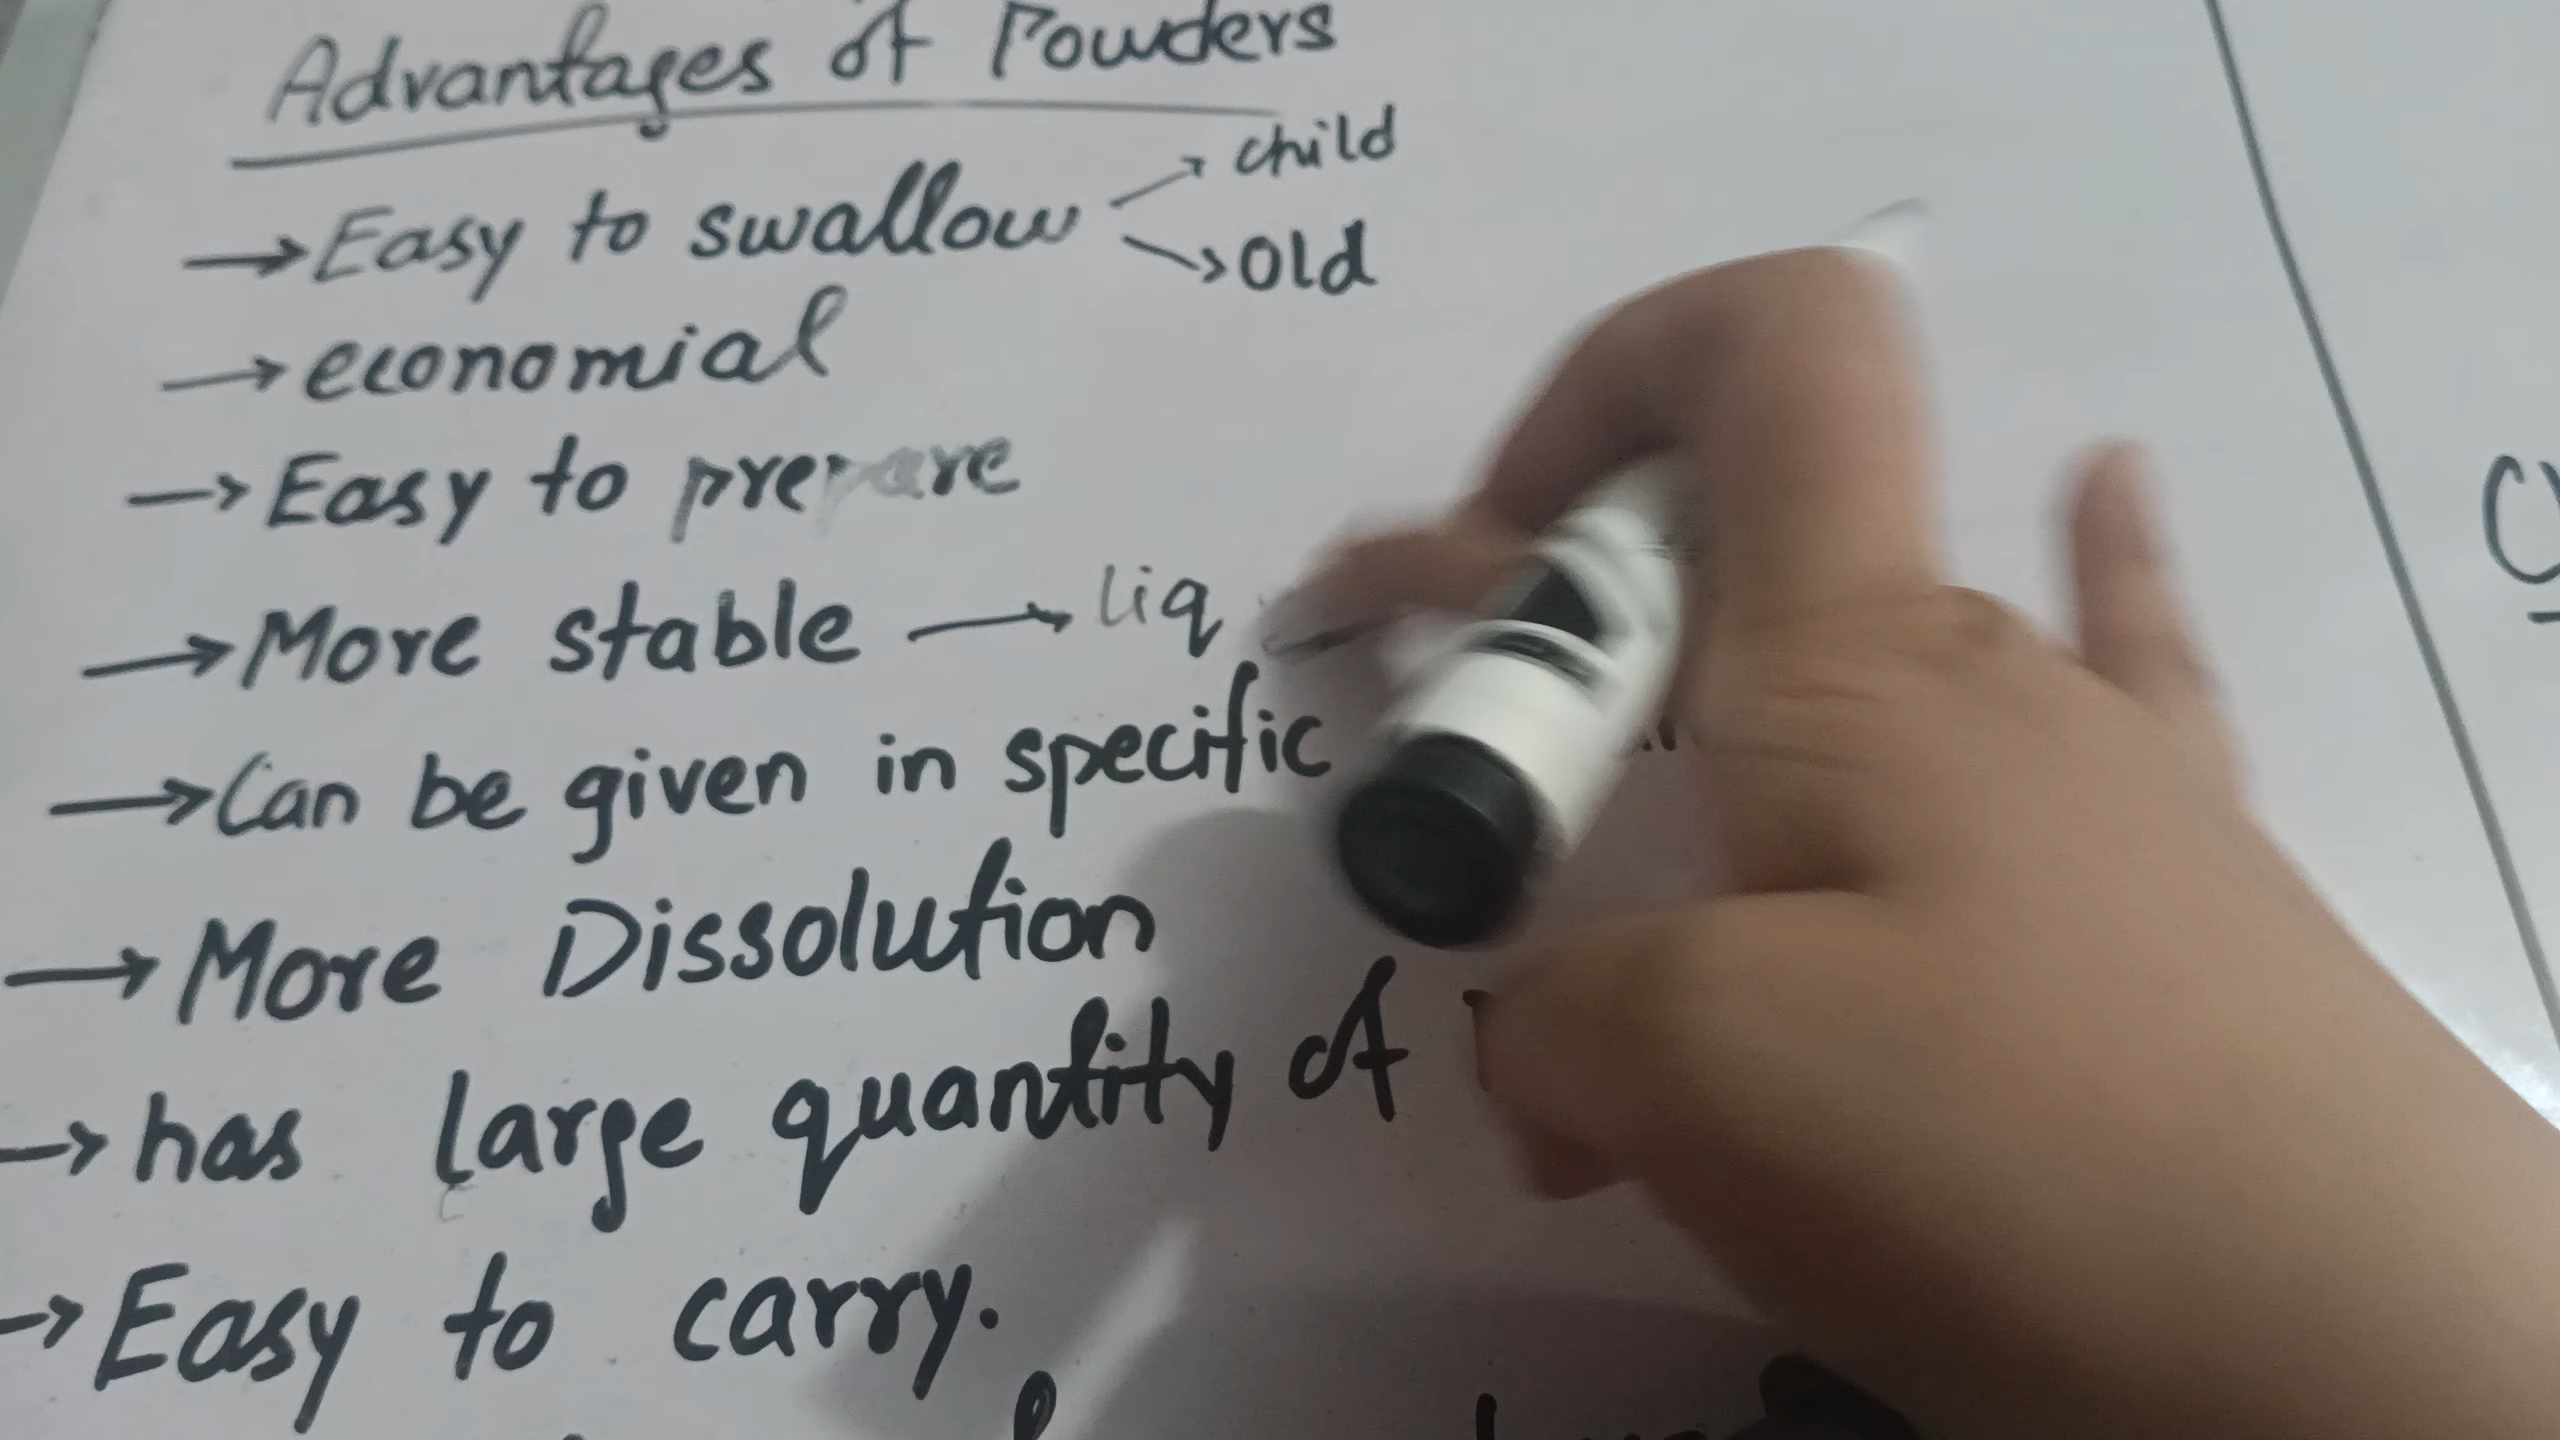 Advantages of Powders
→ Easy to swallow → child
→ Old
→ economial
→ Easy to prepare
→ More stable → liq
→ Can be given in specific
→ More Dissolution
→ has large quantity of
→ Easy to carry.